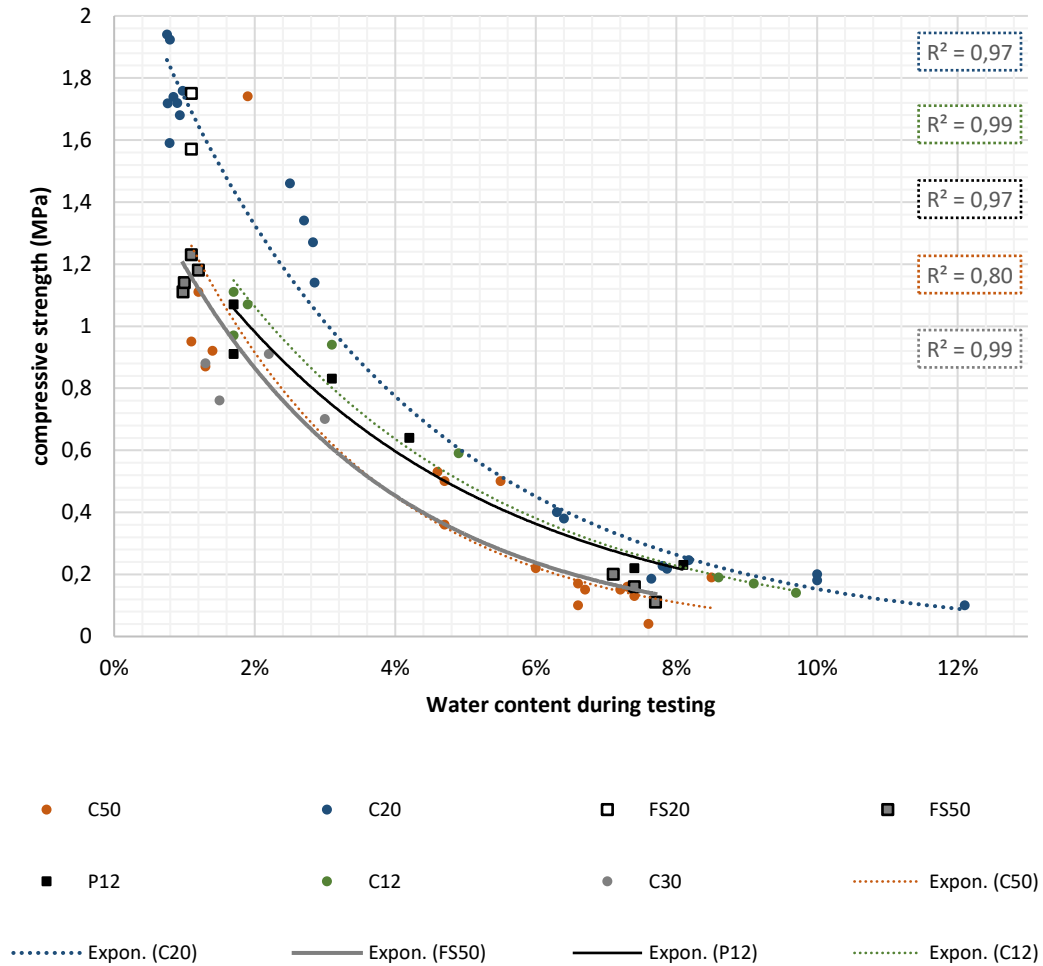 2
1,8
1,6
1,4
1,2
1
0,8
0,6
0,4
0,2
0
compressive strength (MPa)
R² = 0,97
R² = 0,99
R² = 0,97
R² = 0,80
R² = 0,99
0% 2% 4% 6% 8% 10% 12%
Water content during testing
C50 C20 FS20 FS50
P12 C12 C30 Expon. (C50)
Expon. (C20) Expon. (FS50) Expon. (P12) Expon. (C12)